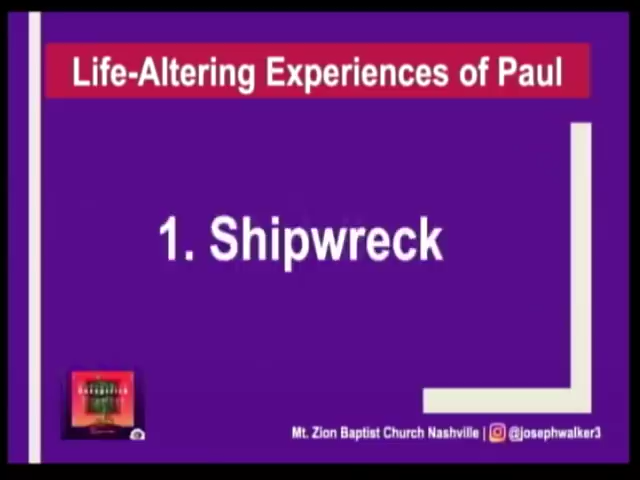 Life-Altering Experiences of Paul
1. Shipwreck
Mt. Zion Baptist Church Nashville | @josephwalker3